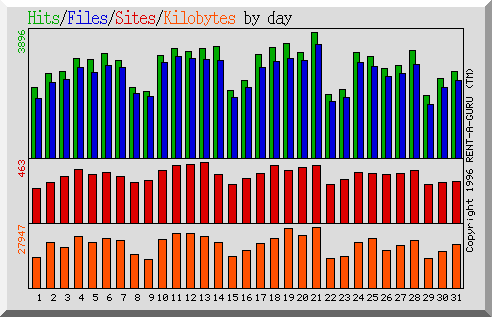 Hits/Files/Sites/Kilobytes by day
3896
463
27947
Copyright 1996 RENT-A-GURU (TM)
1 2 3 4 5 6 7 8 9 10 11 12 13 14 15 16 17 18 19 20 21 22 23 24 25 26 27 28 29 30 31